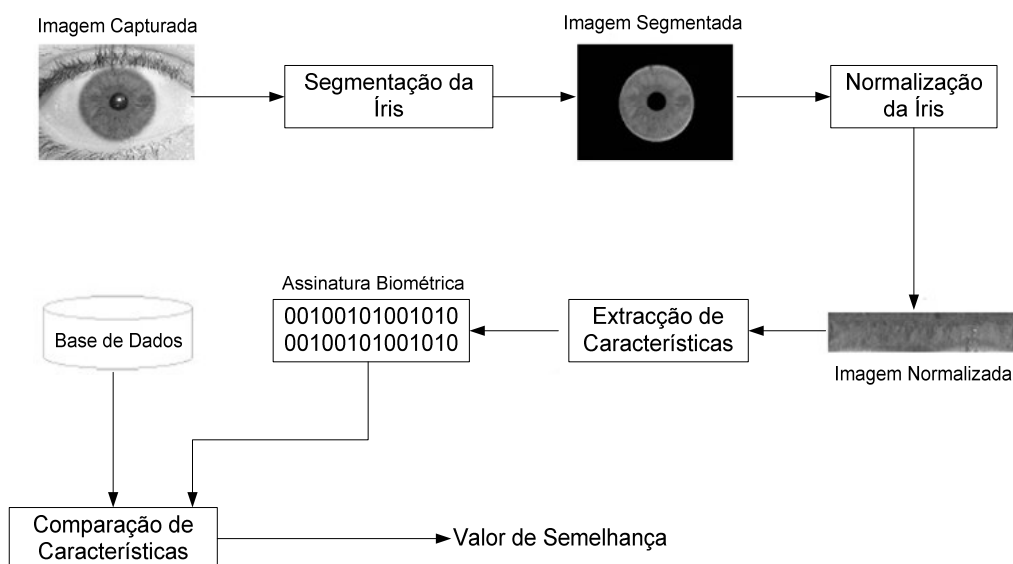 Imagem Capturada
Segmentação da
Íris
Imagem Segmentada
Normalização
da Íris
Imagem Normalizada
Extracção de
Características
Assinatura Biométrica
00100101001010
00100101001010
Base de Dados
Comparação de
Características
Valor de Semelhança